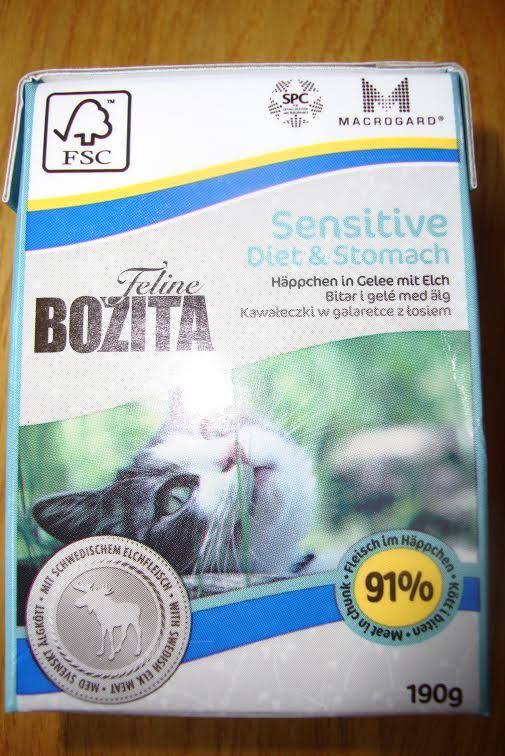 FSC
™
SPC
MACROGARD®
Sensitive
Diet & Stomach
Häppchen in Gelee mit Elch
Bitar i gelé med älg
Kawałeczki w galaretce z łosiem
Feline
BOZITA
MIT SCHWEDISCHEM ELCHFLEISCH • WITH SWEDISH ELK MEAT • MED SVENSKT ÄLGKÖTT •
Fleisch im Häppchen • Kött i biten • Meat in chunk •
91%
190g